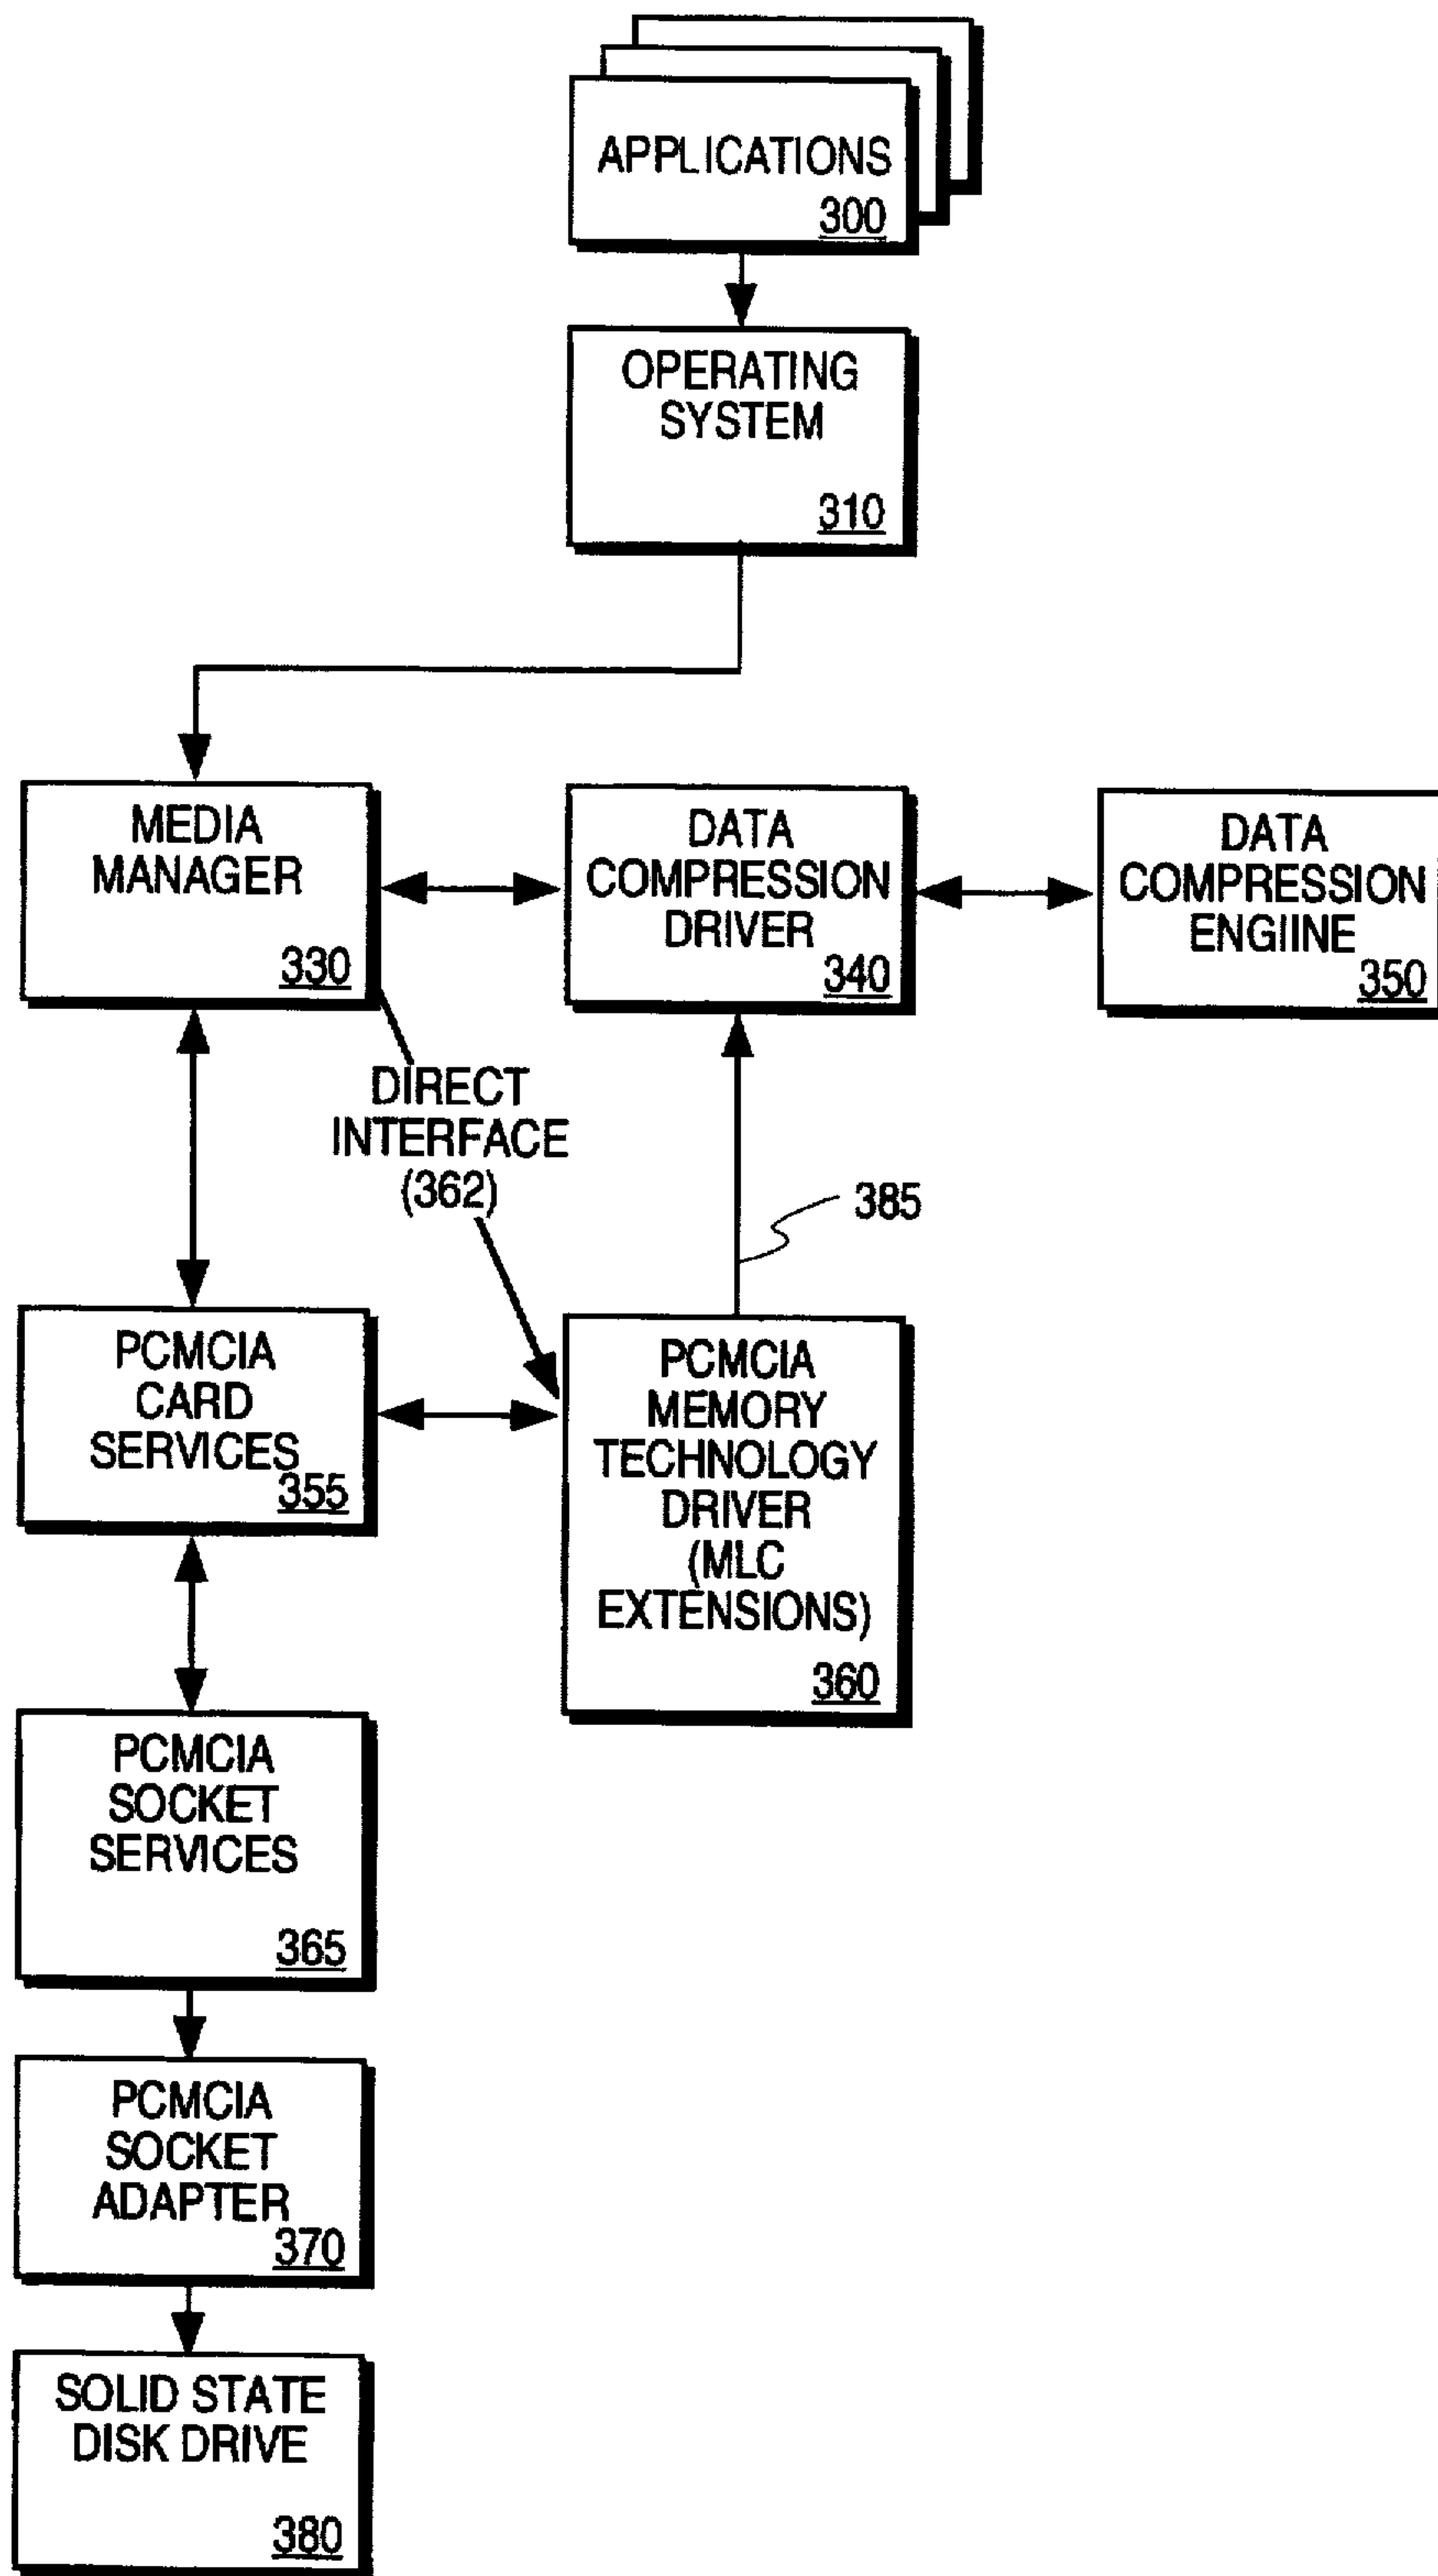 APPLICATIONS
300
OPERATING
SYSTEM
310
MEDIA
MANAGER
330
DATA
COMPRESSION
DRIVER
340
DATA
COMPRESSION
ENGIINE
350
DIRECT
INTERFACE
(362)
385
PCMCIA
CARD
SERVICES
355
PCMCIA
MEMORY
TECHNOLOGY
DRIVER
(MLC
EXTENSIONS)
360
PCMCIA
SOCKET
SERVICES
365
PCMCIA
SOCKET
ADAPTER
370
SOLID STATE
DISK DRIVE
380